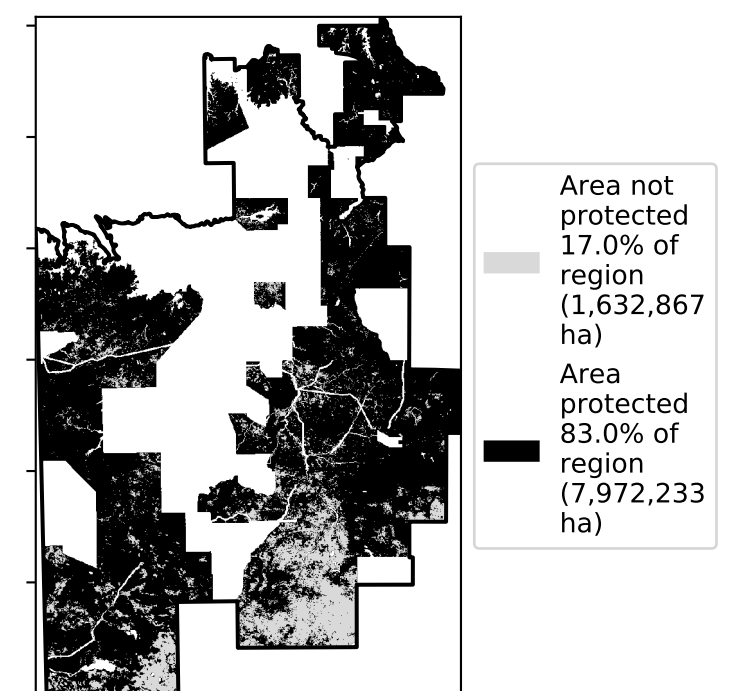 Area not
protected
17.0% of
region
(1,632,867
ha)
Area
protected
83.0% of
region
(7,972,233
ha)